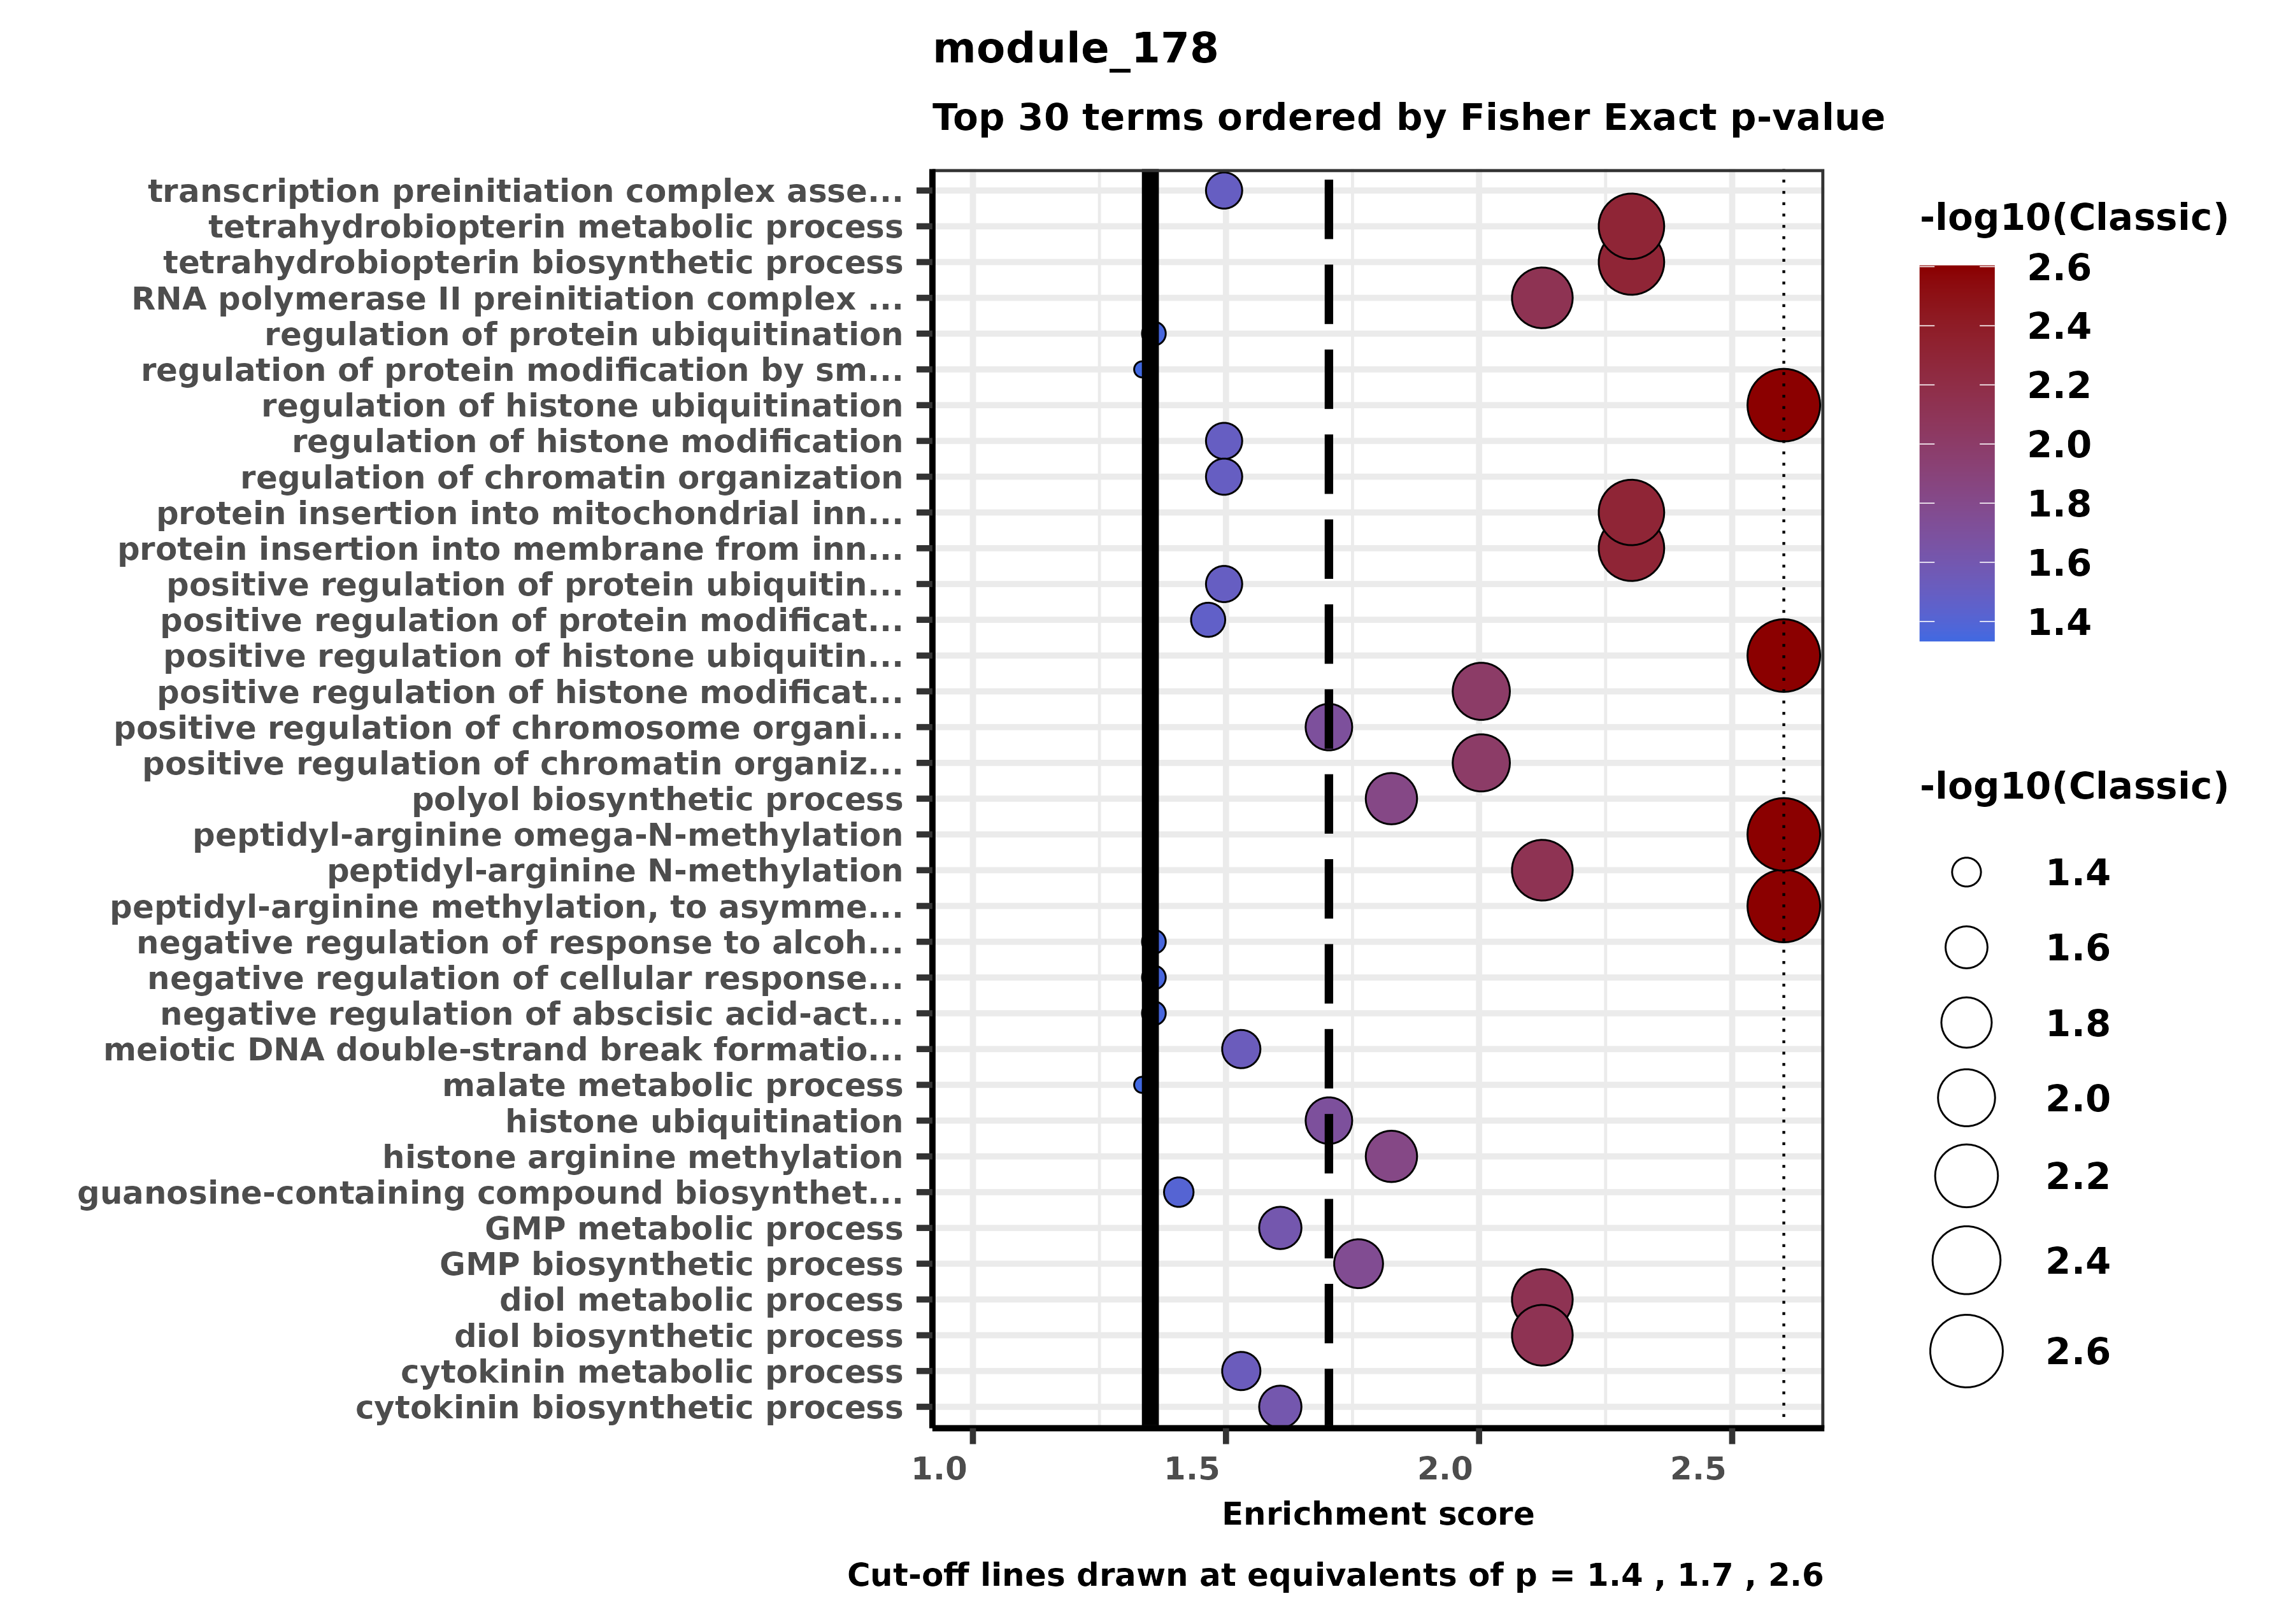 module_178
Top 30 terms ordered by Fisher Exact p-value
transcription preinitiation complex asse...
tetrahydrobiopterin metabolic process
tetrahydrobiopterin biosynthetic process
RNA polymerase II preinitiation complex ...
regulation of protein ubiquitination
regulation of protein modification by sm...
regulation of histone ubiquitination
regulation of histone modification
regulation of chromatin organization
protein insertion into mitochondrial inn...
protein insertion into membrane from inn...
positive regulation of protein ubiquitin...
positive regulation of protein modificat...
positive regulation of histone ubiquitin...
positive regulation of histone modificat...
positive regulation of chromosome organi...
positive regulation of chromatin organiz...
polyol biosynthetic process
peptidyl-arginine omega-N-methylation
peptidyl-arginine N-methylation
peptidyl-arginine methylation, to asymme...
negative regulation of response to alcoh...
negative regulation of cellular response...
negative regulation of abscisic acid-act...
meiotic DNA double-strand break formatio...
malate metabolic process
histone ubiquitination
histone arginine methylation
guanosine-containing compound biosynthet...
GMP metabolic process
GMP biosynthetic process
diol metabolic process
diol biosynthetic process
cytokinin metabolic process
cytokinin biosynthetic process
1.0 1.5 2.0 2.5
Enrichment score
Cut-off lines drawn at equivalents of p = 1.4 , 1.7 , 2.6
-log10(Classic)
2.6
2.4
2.2
2.0
1.8
1.6
1.4
-log10(Classic)
1.4
1.6
1.8
2.0
2.2
2.4
2.6